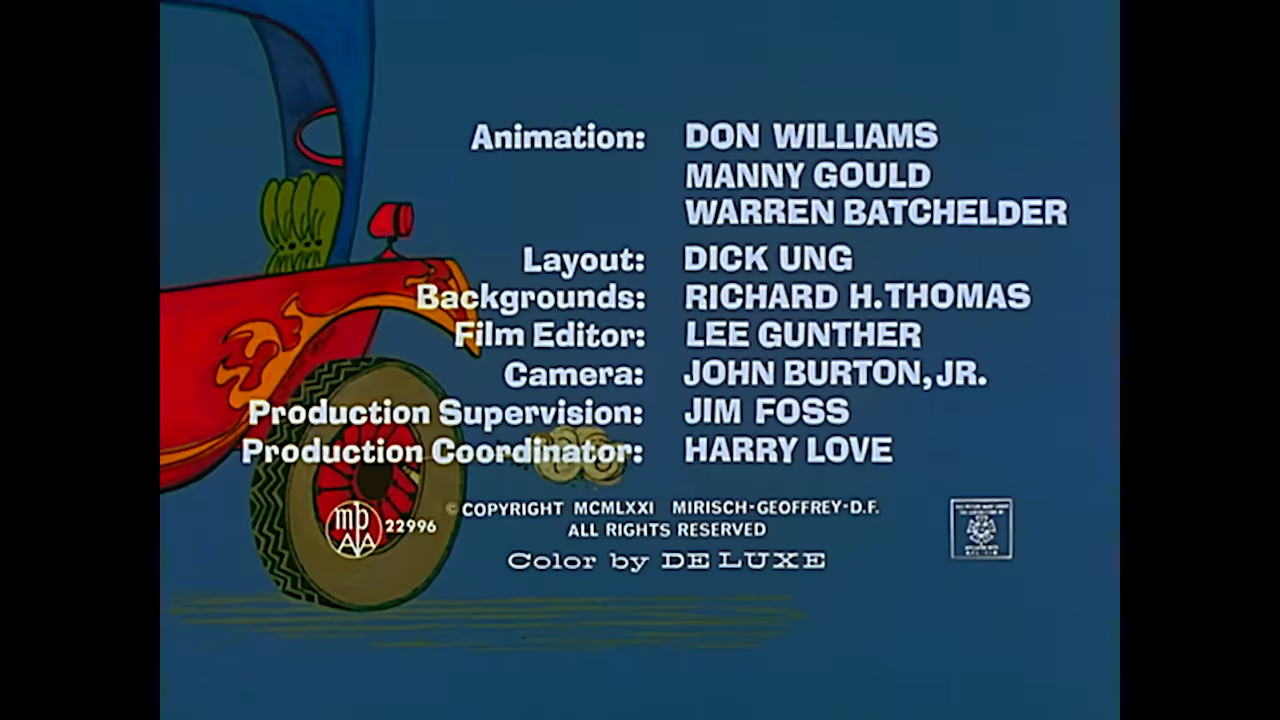 Animation: DON WILLIAMS
MANNY GOULD
WARREN BATCHELDER
Layout: DICK UNG
Backgrounds: RICHARD H. THOMAS
Film Editor: LEE GUNTHER
Camera: JOHN BURTON, JR.
Production Supervision: JIM FOSS
Production Coordinator: HARRY LOVE
mpAA 22996
© COPYRIGHT MCMLXXI MIRISCH-GEOFFREY-D.F.
ALL RIGHTS RESERVED
Color by DE LUXE